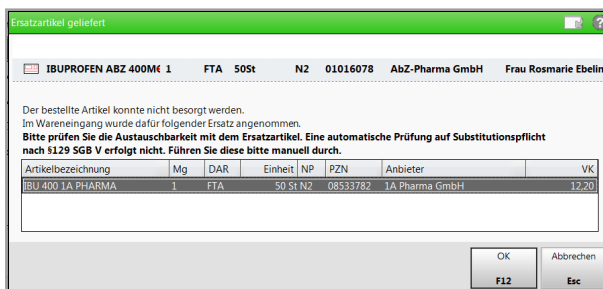 Ersatzartikel geliefert
IBUPROFEN ABZ 400M€ 1 FTA 50St N2 01016078 AbZ-Pharma GmbH Frau Rosmarie Ebelin
Der bestellte Artikel konnte nicht besorgt werden.
Im Wareneingang wurde dafür folgender Ersatz angenommen.
Bitte prüfen Sie die Austauschbarkeit mit dem Ersatzartikel. Eine automatische Prüfung auf Substitutionspflicht
nach §129 SGB V erfolgt nicht. Führen Sie diese bitte manuell durch.
Artikelbezeichnung Mg DAR Einheit NP PZN Anbieter VK
IBU 400 1A PHARMA 1 FTA 50 St N2 08533782 1A Pharma GmbH 12,20
OK Abbrechen
F12 Esc